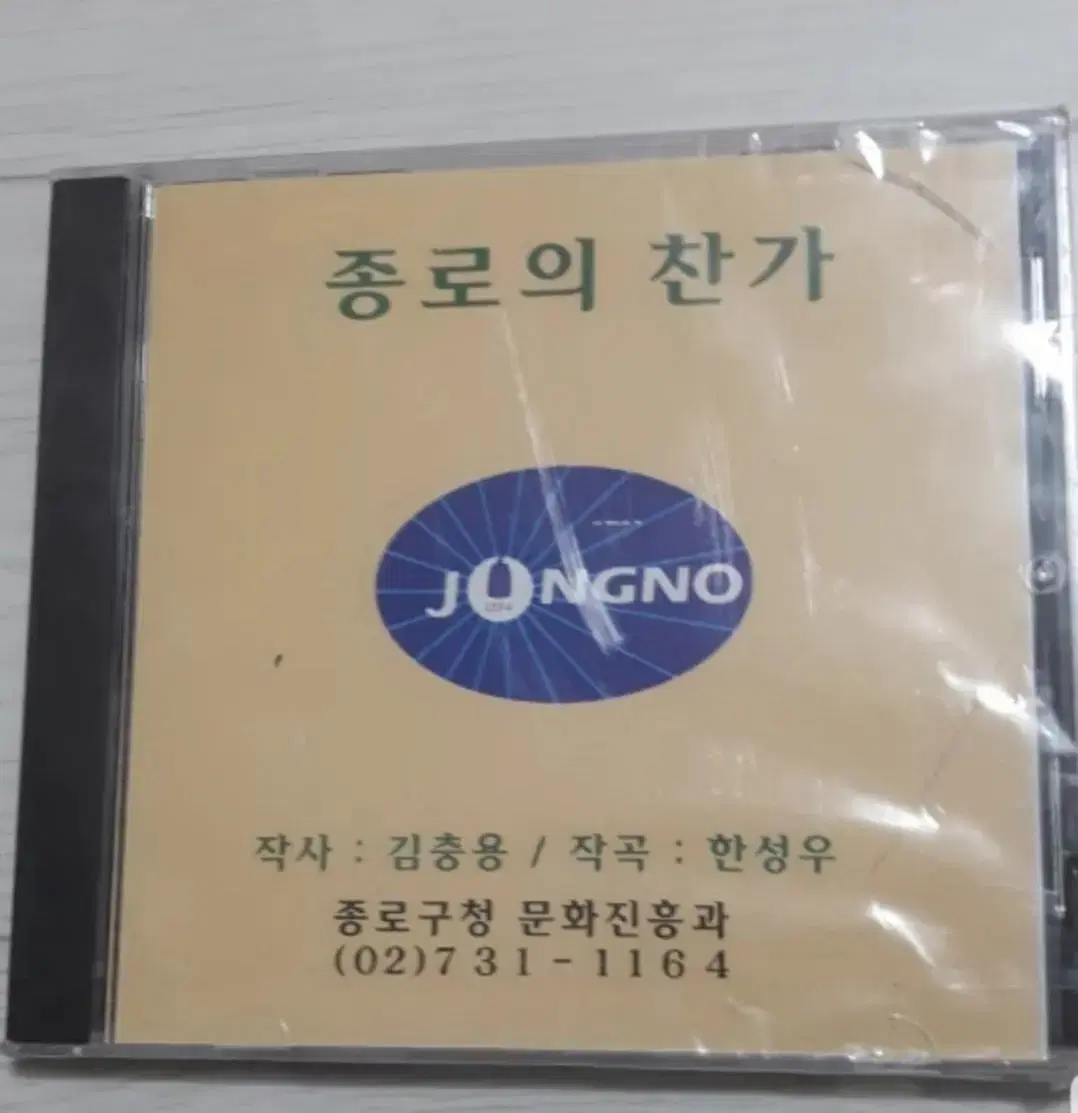 종로의 찬가
JONGNO
작사 : 김충용 / 작곡 : 한성우
종로구청 문화진흥과
(02)731-1164